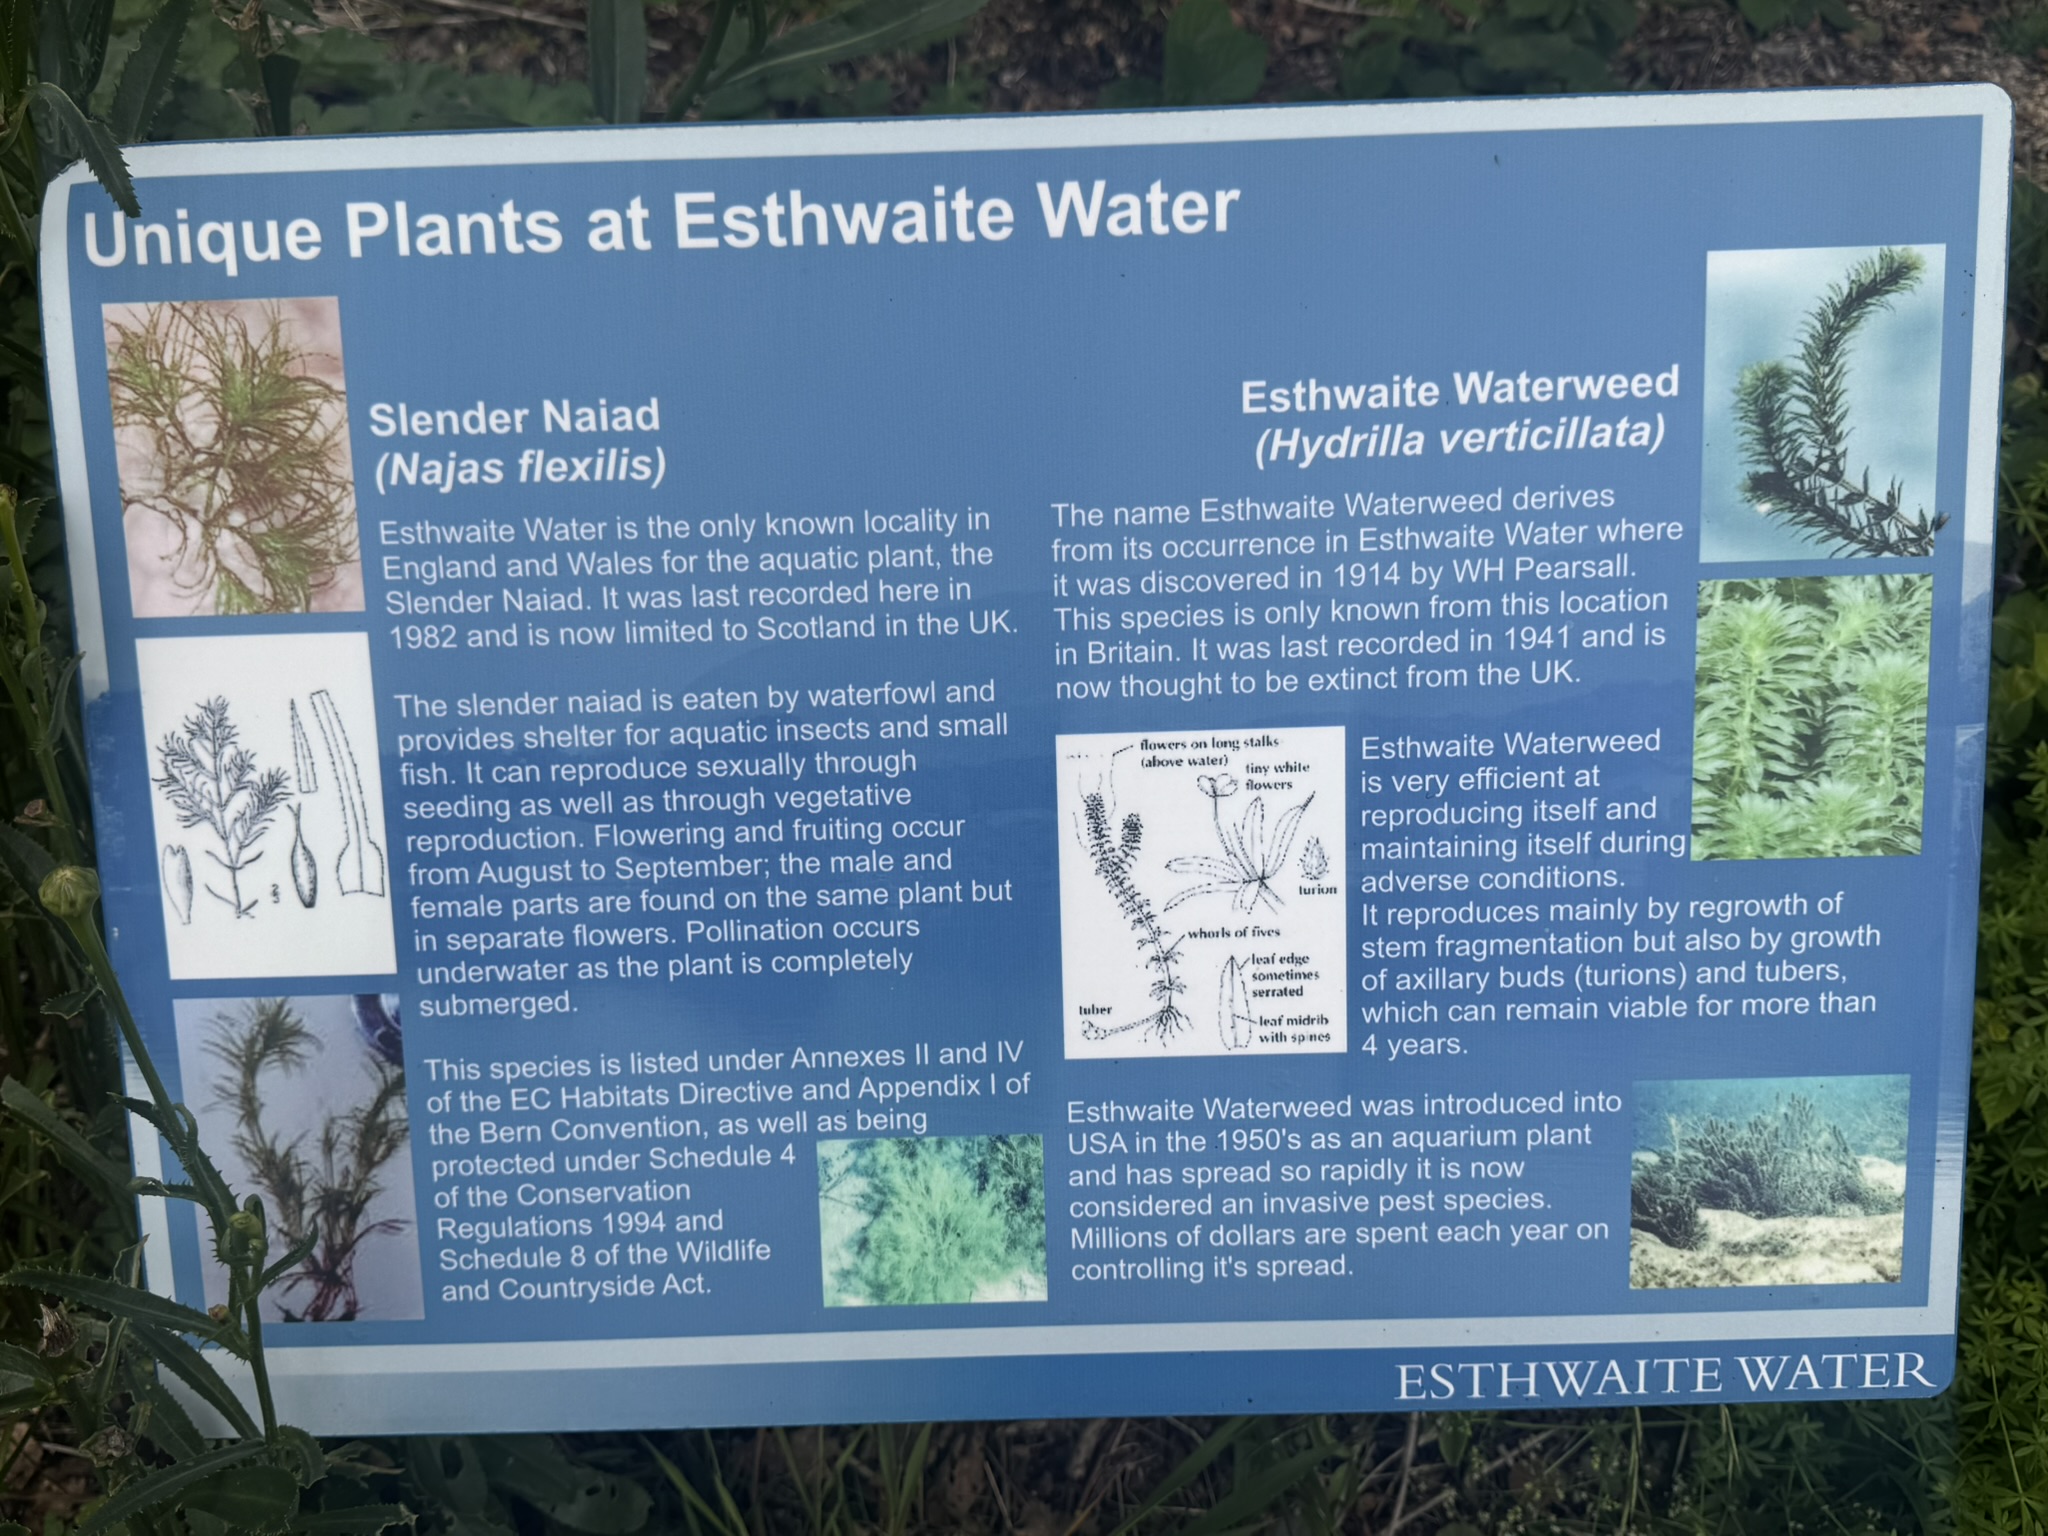 Unique Plants at Esthwaite Water
Slender Naiad
(Najas flexilis)
Esthwaite Water is the only known locality in
England and Wales for the aquatic plant, the
Slender Naiad. It was last recorded here in
1982 and is now limited to Scotland in the UK.
The slender naiad is eaten by waterfowl and
provides shelter for aquatic insects and small
fish. It can reproduce sexually through
seeding as well as through vegetative
reproduction. Flowering and fruiting occur
from August to September; the male and
female parts are found on the same plant but
in separate flowers. Pollination occurs
underwater as the plant is completely
submerged.
This species is listed under Annexes II and IV
of the EC Habitats Directive and Appendix I of
the Bern Convention, as well as being
protected under Schedule 4
of the Conservation
Regulations 1994 and
Schedule 8 of the Wildlife
and Countryside Act.
Esthwaite Waterweed
(Hydrilla verticillata)
The name Esthwaite Waterweed derives
from its occurrence in Esthwaite Water where
it was discovered in 1914 by WH Pearsall.
This species is only known from this location
in Britain. It was last recorded in 1941 and is
now thought to be extinct from the UK.
flowers on long stalks
(above water)
tiny white
flowers
turion
whorls of fives
leaf edge
sometimes
serrated
tuber
leaf midrib
with spines
Esthwaite Waterweed
is very efficient at
reproducing itself and
maintaining itself during
adverse conditions.
It reproduces mainly by regrowth of
stem fragmentation but also by growth
of axillary buds (turions) and tubers,
which can remain viable for more than
4 years.
Esthwaite Waterweed was introduced into
USA in the 1950's as an aquarium plant
and has spread so rapidly it is now
considered an invasive pest species.
Millions of dollars are spent each year on
controlling it's spread.
ESTHWAITE WATER